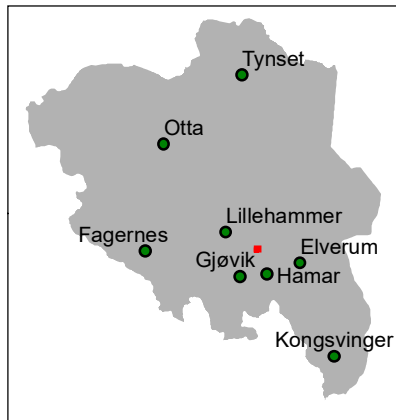 Tynset
Otta
Lillehammer
Fagernes
Elverum
Gjøvik
Hamar
Kongsvinger